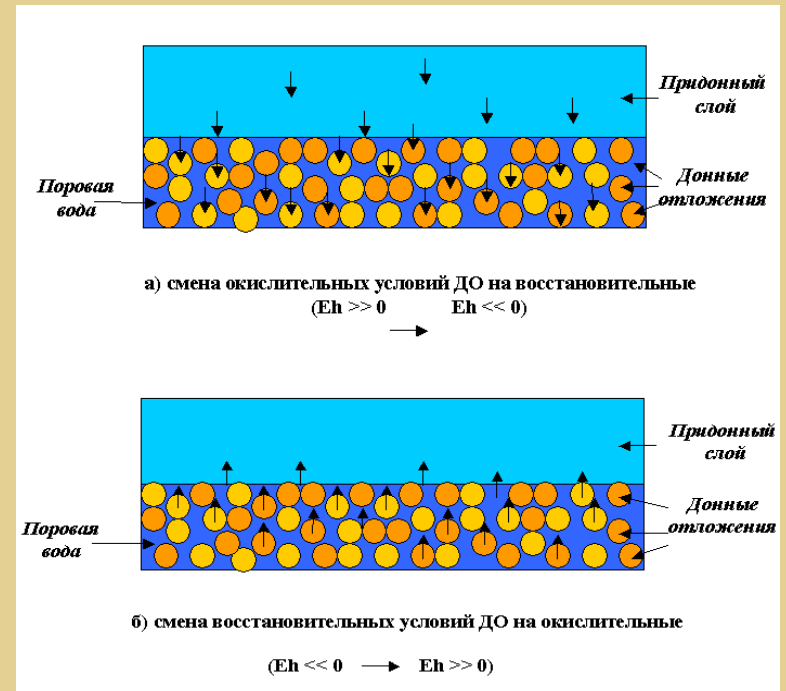 Придонный
слой
Поровая
вода
Донные
отложения
а) смена окислительных условий ДО на восстановительные
(Eh >> 0 Eh << 0)
Придонный
слой
Поровая
вода
Донные
отложения
б) смена восстановительных условий ДО на окислительные
(Eh << 0 → Eh >> 0)